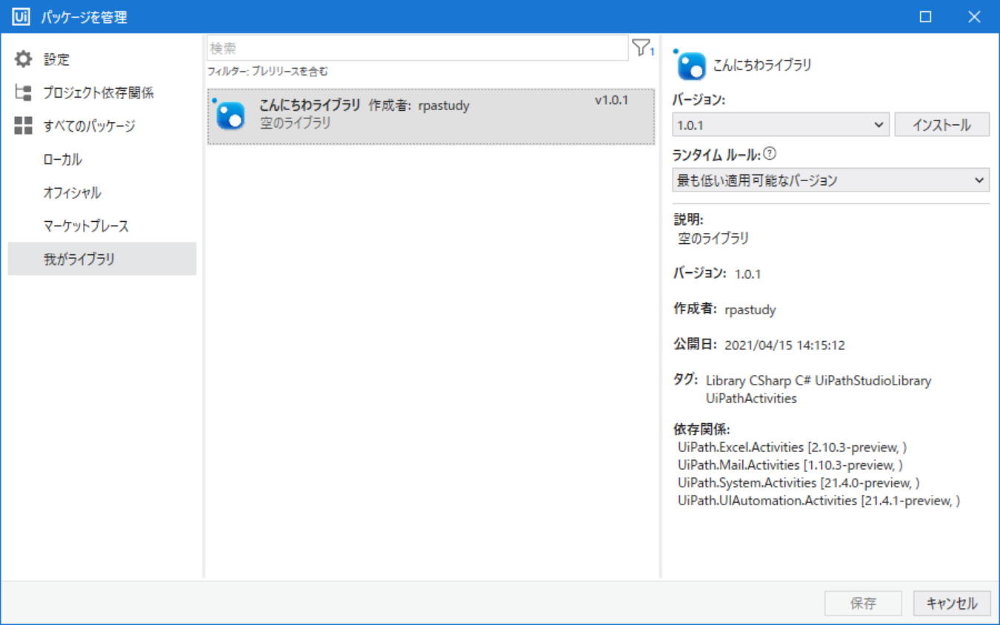 Ui パッケージを管理
設定
プロジェクト依存関係
すべてのパッケージ
ローカル
オフィシャル
マーケットプレース
我がライブラリ
検索
1
フィルター: プレリリースを含む
こんにちわライブラリ 作成者: rpastudy v1.0.1
空のライブラリ
こんにちわライブラリ
バージョン:
1.0.1 インストール
ランタイム ルール: ?
最も低い適用可能なバージョン
説明:
空のライブラリ
バージョン: 1.0.1
作成者: rpastudy
公開日: 2021/04/15 14:15:12
タグ: Library CSharp C# UiPathStudioLibrary
UiPathActivities
依存関係:
UiPath.Excel.Activities [2.10.3-preview, )
UiPath.Mail.Activities [1.10.3-preview, )
UiPath.System.Activities [21.4.0-preview, )
UiPath.UIAutomation.Activities [21.4.1-preview, )
保存 キャンセル